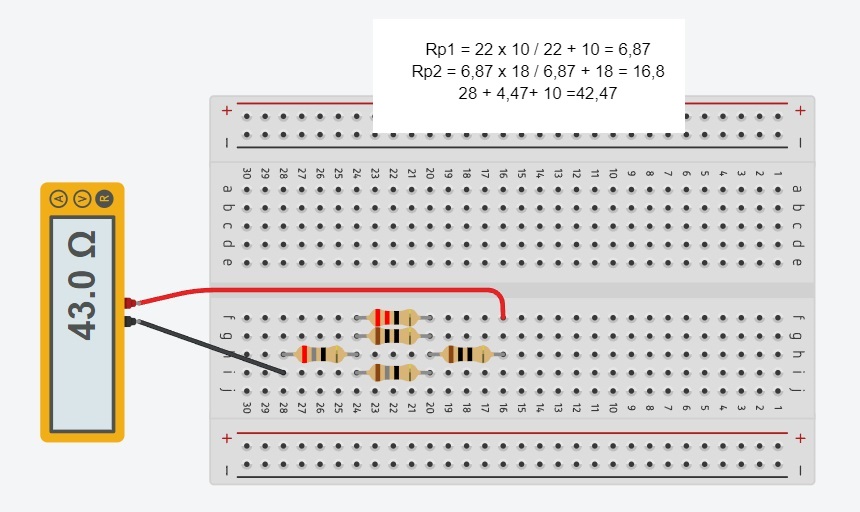 Rp1 = 22 x 10 / 22 + 10 = 6,87
Rp2 = 6,87 x 18 / 6,87 + 18 = 16,8
28 + 4,47+ 10 =42,47
+ +
– –
30 29 28 27 26 25 24 23 22 21 20 19 18 17 16 15 14 13 12 11 10 9 8 7 6 5 4 3 2 1
a a
b b
c c
d d
e e
A V R
43.0 Ω
f f
g g
h h
i i
j j
30 29 28 27 26 25 24 23 22 21 20 19 18 17 16 15 14 13 12 11 10 9 8 7 6 5 4 3 2 1
+ +
– –